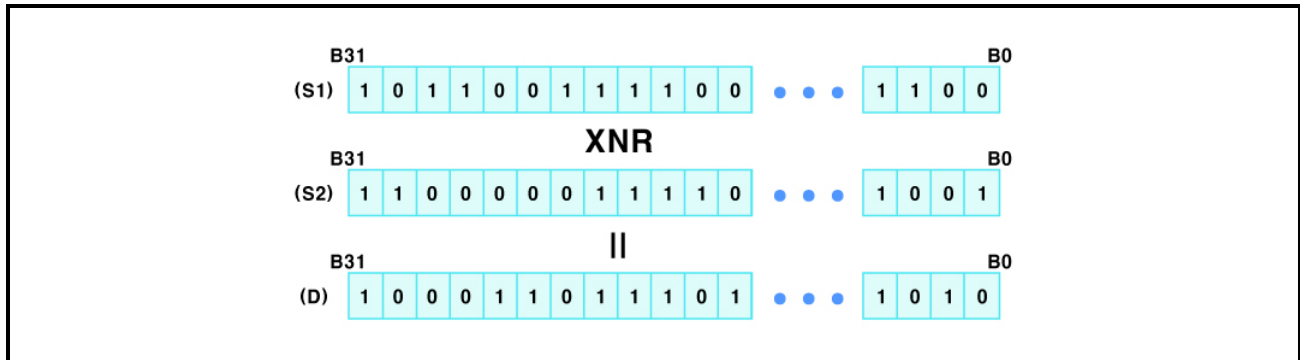 B31 B0
(S1) 1 0 1 1 0 0 1 1 1 1 0 0 1 1 0 0
XNR
B31 B0
(S2) 1 1 0 0 0 0 0 1 1 1 1 0 1 0 0 1
=
B31 B0
(D) 1 0 0 0 1 1 0 1 1 1 0 1 1 0 1 0